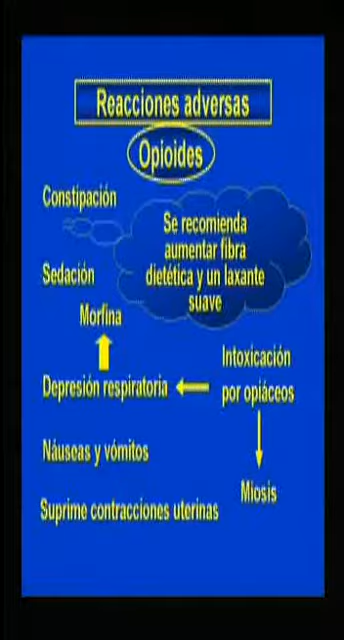 Reacciones adversas
Opioides
Constipación
Se recomienda
aumentar fibra
dietética y un laxante
suave
Sedación
Morfina
Intoxicación
por opiáceos
Depresión respiratoria
Náuseas y vómitos
Miosis
Suprime contracciones uterinas